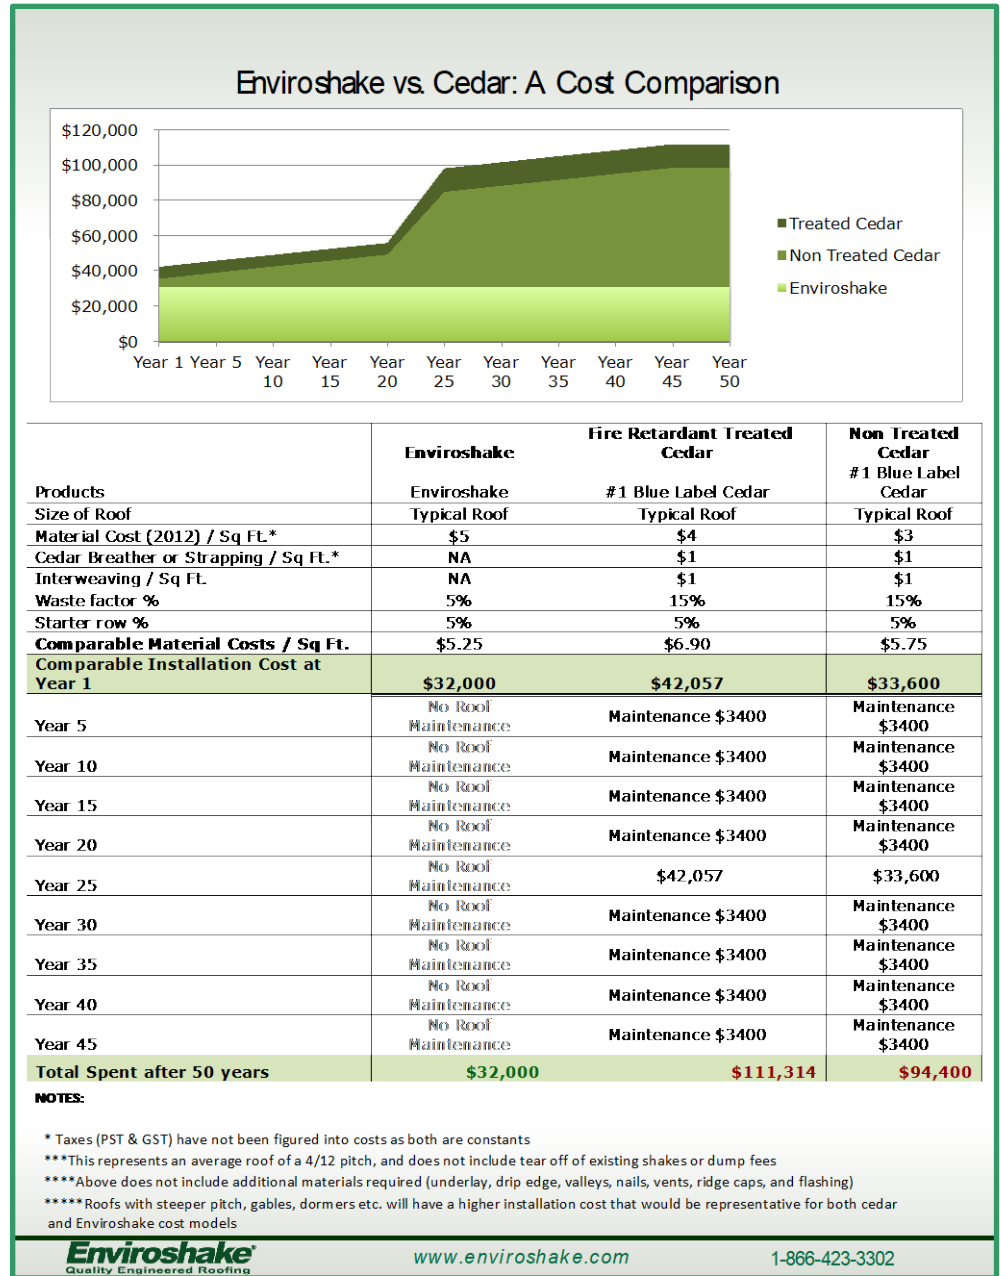 Enviroshake vs. Cedar: A Cost Comparison
$120,000
$100,000
$80,000
$60,000
$40,000
$20,000
$0
Year 1 Year 5 Year 10 Year 15 Year 20 Year 25 Year 30 Year 35 Year 40 Year 45 Year 50
Treated Cedar
Non Treated Cedar
Enviroshake
Products
Enviroshake
Enviroshake
Fire Retardant Treated
Cedar
#1 Blue Label Cedar
Non Treated
Cedar
#1 Blue Label
Cedar
Size of Roof Typical Roof Typical Roof Typical Roof
Material Cost (2012) / Sq Ft.* $5 $4 $3
Cedar Breather or Strapping / Sq Ft.* NA $1 $1
Interweaving / Sq Ft. NA $1 $1
Waste factor % 5% 15% 15%
Starter row % 5% 5% 5%
Comparable Material Costs / Sq Ft. $5.25 $6.90 $5.75
Comparable Installation Cost at
Year 1 $32,000 $42,057 $33,600
Year 5 No Roof Maintenance Maintenance $3400 Maintenance $3400
Year 10 No Roof Maintenance Maintenance $3400 Maintenance $3400
Year 15 No Roof Maintenance Maintenance $3400 Maintenance $3400
Year 20 No Roof Maintenance Maintenance $3400 Maintenance $3400
Year 25 No Roof Maintenance $42,057 $33,600
Year 30 No Roof Maintenance Maintenance $3400 Maintenance $3400
Year 35 No Roof Maintenance Maintenance $3400 Maintenance $3400
Year 40 No Roof Maintenance Maintenance $3400 Maintenance $3400
Year 45 No Roof Maintenance Maintenance $3400 Maintenance $3400
Total Spent after 50 years $32,000 $111,314 $94,400
NOTES:
* Taxes (PST & GST) have not been figured into costs as both are constants
***This represents an average roof of a 4/12 pitch, and does not include tear off of existing shakes or dump fees
****Above does not include additional materials required (underlay, drip edge, valleys, nails, vents, ridge caps, and flashing)
*****Roofs with steeper pitch, gables, dormers etc. will have a higher installation cost that would be representative for both cedar
and Enviroshake cost models
Enviroshake®
Quality Engineered Roofing
www.enviroshake.com
1-866-423-3302